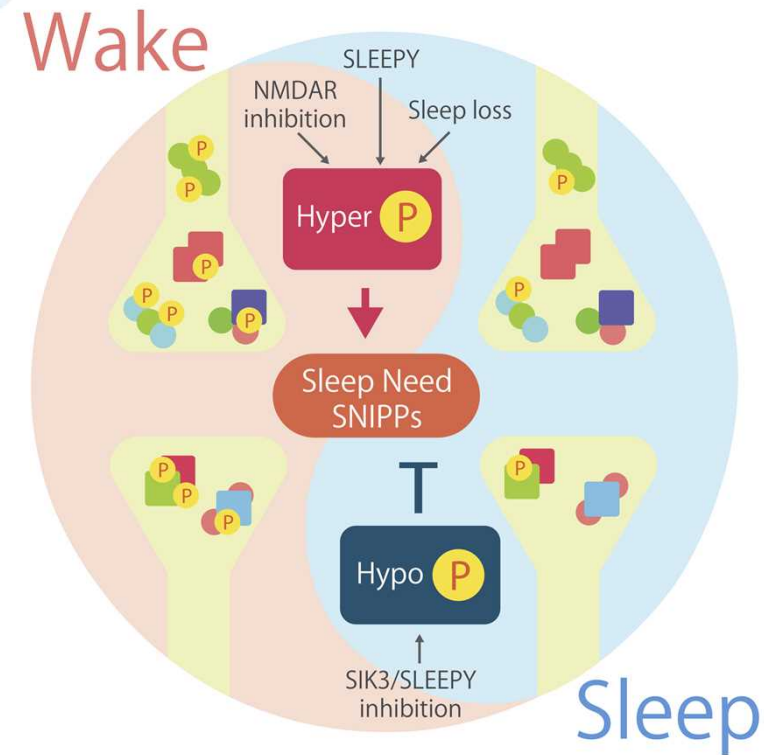 Wake
SLEEPY
NMDAR
inhibition
Sleep loss
Hyper P
P
P
P
P
P
P
P
P
P
Sleep Need
SNIPPs
P
P
P
P
Hypo P
SIK3/SLEEPY
inhibition
Sleep